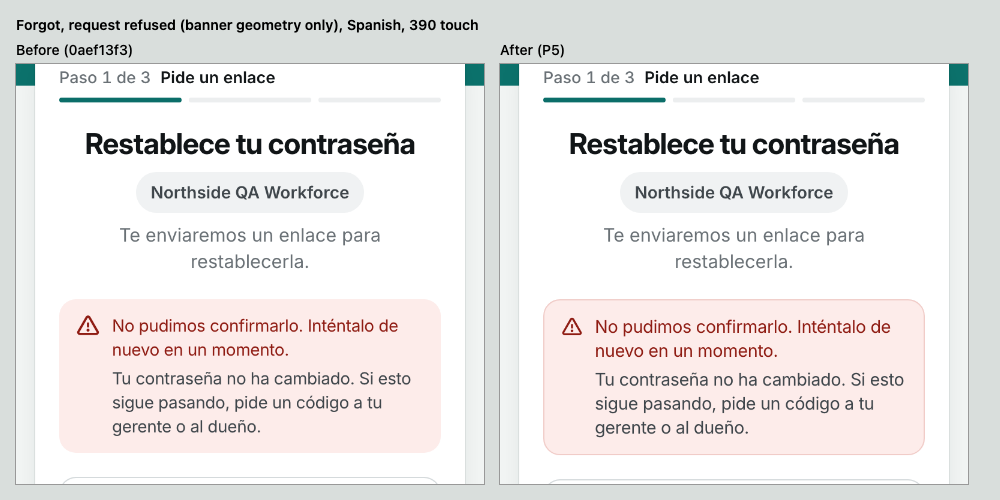 Forgot, request refused (banner geometry only), Spanish, 390 touch
Before (0aef13f3)
Paso 1 de 3 Pide un enlace
Restablece tu contraseña
Northside QA Workforce
Te enviaremos un enlace para
restablecerla.
No pudimos confirmarlo. Inténtalo de
nuevo en un momento.
Tu contraseña no ha cambiado. Si esto
sigue pasando, pide un código a tu
gerente o al dueño.
After (P5)
Paso 1 de 3 Pide un enlace
Restablece tu contraseña
Northside QA Workforce
Te enviaremos un enlace para
restablecerla.
No pudimos confirmarlo. Inténtalo de
nuevo en un momento.
Tu contraseña no ha cambiado. Si esto
sigue pasando, pide un código a tu
gerente o al dueño.